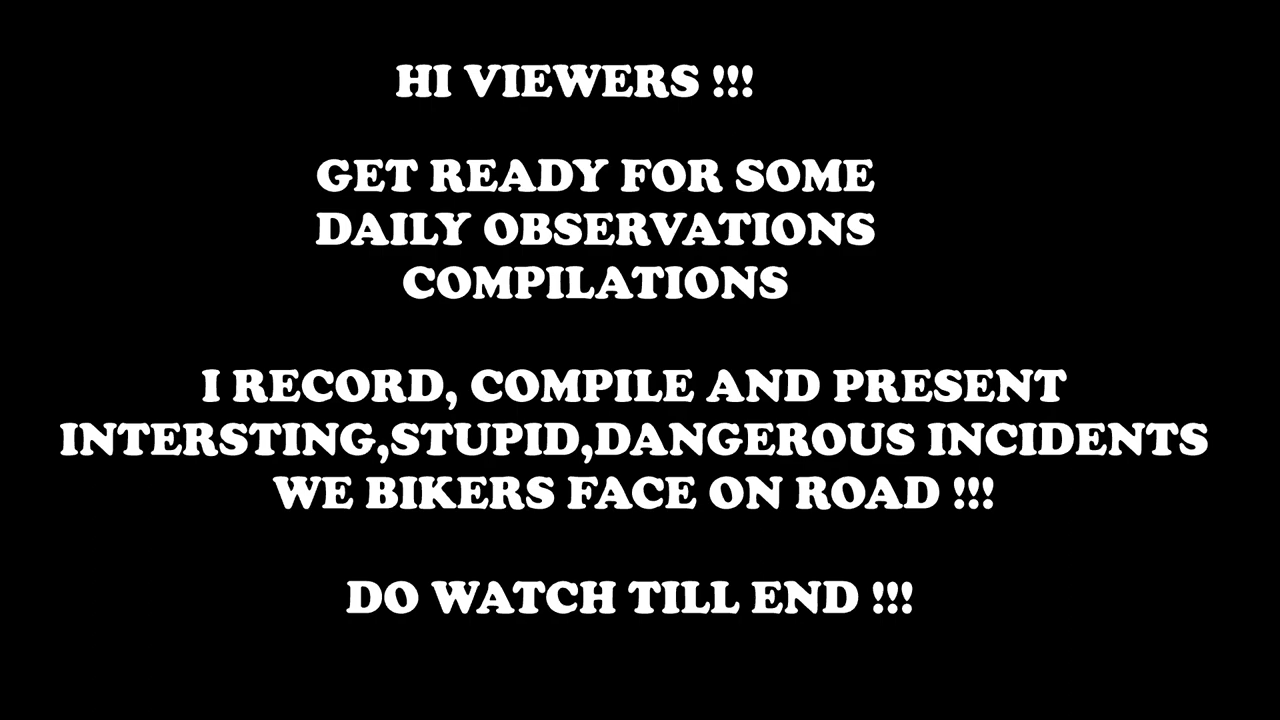 HI VIEWERS !!!
GET READY FOR SOME
DAILY OBSERVATIONS
COMPILATIONS
I RECORD, COMPILE AND PRESENT
INTERSTING,STUPID,DANGEROUS INCIDENTS
WE BIKERS FACE ON ROAD !!!
DO WATCH TILL END !!!